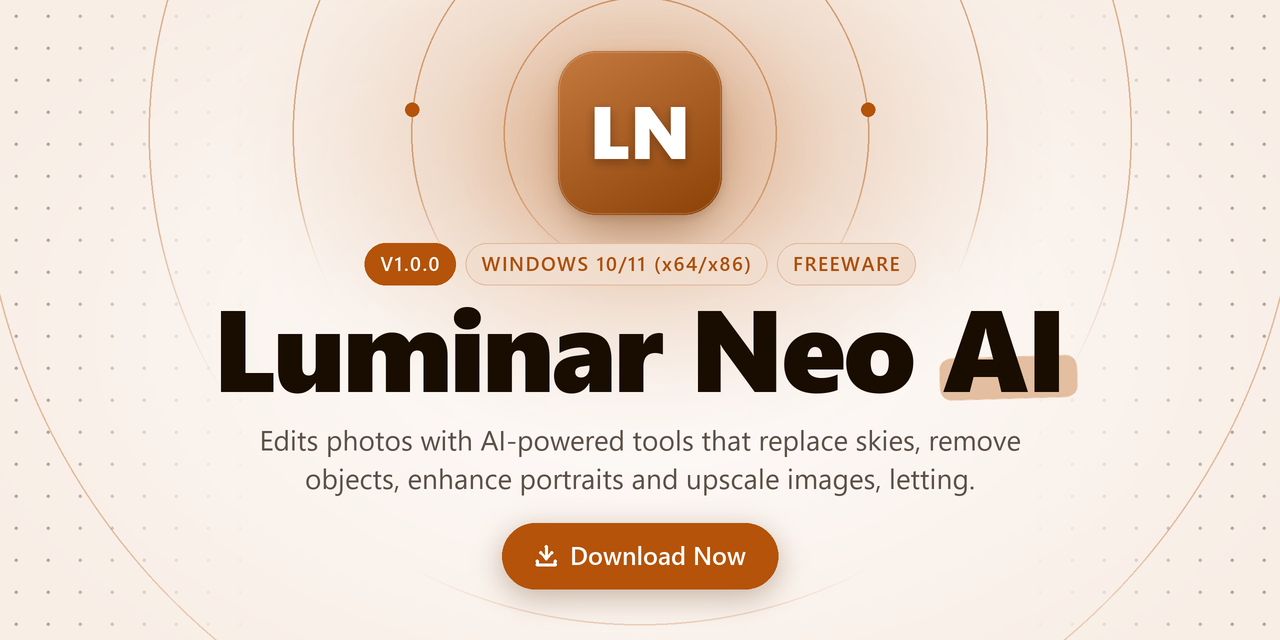 LN
V1.0.0 WINDOWS 10/11 (x64/x86) FREEWARE
Luminar Neo AI
Edits photos with AI-powered tools that replace skies, remove
objects, enhance portraits and upscale images, letting.
Download Now